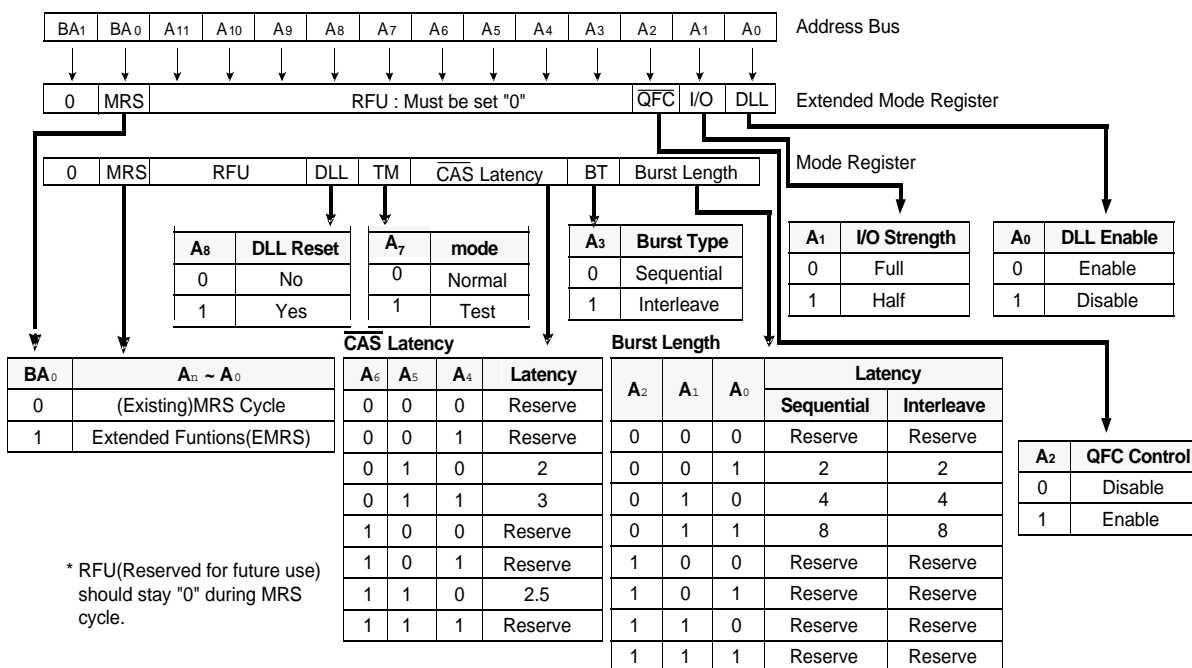 BA1 BA0 A11 A10 A9 A8 A7 A6 A5 A4 A3 A2 A1 A0 Address Bus
0 MRS RFU : Must be set "0" QFC I/O DLL Extended Mode Register
0 MRS RFU DLL TM CAS Latency BT Burst Length Mode Register
A8 DLL Reset
0 No
1 Yes
A7 mode
0 Normal
1 Test
A3 Burst Type
0 Sequential
1 Interleave
A1 I/O Strength
0 Full
1 Half
A0 DLL Enable
0 Enable
1 Disable
BA0 An ~ A0
0 (Existing)MRS Cycle
1 Extended Funtions(EMRS)
* RFU(Reserved for future use)
should stay "0" during MRS
cycle.
CAS Latency
A6 A5 A4 Latency
0 0 0 Reserve
0 0 1 Reserve
0 1 0 2
0 1 1 3
1 0 0 Reserve
1 0 1 Reserve
1 1 0 2.5
1 1 1 Reserve
Burst Length
A2 A1 A0 Latency
Sequential Interleave
0 0 0 Reserve Reserve
0 0 1 2 2
0 1 0 4 4
0 1 1 8 8
1 0 0 Reserve Reserve
1 0 1 Reserve Reserve
1 1 0 Reserve Reserve
1 1 1 Reserve Reserve
A2 QFC Control
0 Disable
1 Enable